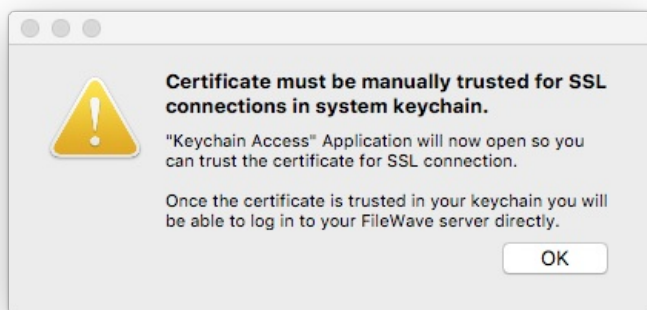 Certificate must be manually trusted for SSL
connections in system keychain.
"Keychain Access" Application will now open so you
can trust the certificate for SSL connection.
Once the certificate is trusted in your keychain you will
be able to log in to your FileWave server directly.
OK